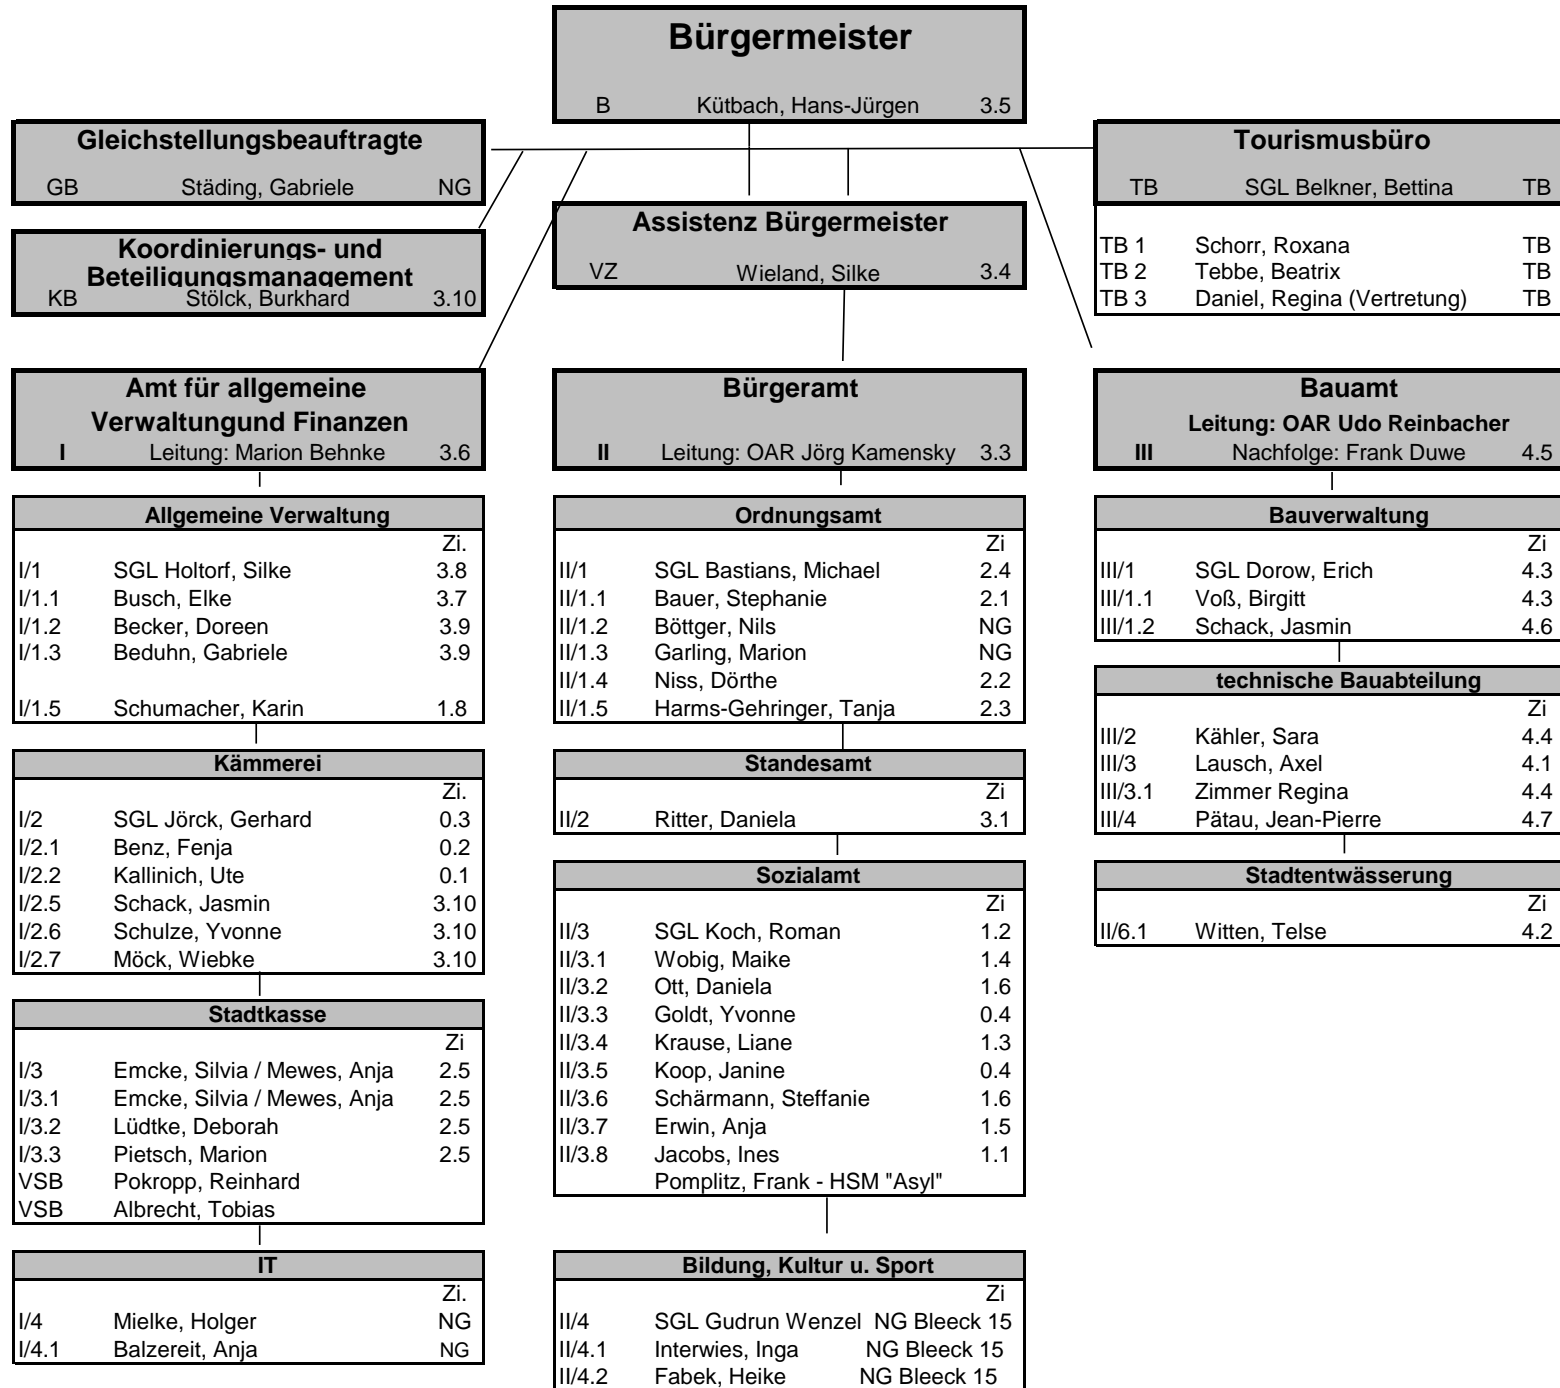 Bürgermeister
B Kütbach, Hans-Jürgen 3.5
Gleichstellungsbeauftragte
GB Städing, Gabriele NG
Koordinierungs- und
Beteiligungsmanagement
KB Stölck, Burkhard 3.10
Assistenz Bürgermeister
VZ Wieland, Silke 3.4
Tourismusbüro
TB SGL Belkner, Bettina TB
TB 1 Schorr, Roxana TB
TB 2 Tebbe, Beatrix TB
TB 3 Daniel, Regina (Vertretung) TB
Amt für allgemeine
Verwaltungund Finanzen
I Leitung: Marion Behnke 3.6
Allgemeine Verwaltung
Zi.
I/1 SGL Holtorf, Silke 3.8
I/1.1 Busch, Elke 3.7
I/1.2 Becker, Doreen 3.9
I/1.3 Beduhn, Gabriele 3.9
I/1.5 Schumacher, Karin 1.8
Kämmerei
Zi.
I/2 SGL Jörck, Gerhard 0.3
I/2.1 Benz, Fenja 0.2
I/2.2 Kallinich, Ute 0.1
I/2.5 Schack, Jasmin 3.10
I/2.6 Schulze, Yvonne 3.10
I/2.7 Möck, Wiebke 3.10
Stadtkasse
Zi
I/3 Emcke, Silvia / Mewes, Anja 2.5
I/3.1 Emcke, Silvia / Mewes, Anja 2.5
I/3.2 Lüdtke, Deborah 2.5
I/3.3 Pietsch, Marion 2.5
VSB Pokropp, Reinhard
VSB Albrecht, Tobias
IT
Zi.
I/4 Mielke, Holger NG
I/4.1 Balzereit, Anja NG
Bürgeramt
II Leitung: OAR Jörg Kamensky 3.3
Ordnungsamt
Zi
II/1 SGL Bastians, Michael 2.4
II/1.1 Bauer, Stephanie 2.1
II/1.2 Böttger, Nils NG
II/1.3 Garling, Marion NG
II/1.4 Niss, Dörthe 2.2
II/1.5 Harms-Gehringer, Tanja 2.3
Standesamt
Zi
II/2 Ritter, Daniela 3.1
Sozialamt
Zi
II/3 SGL Koch, Roman 1.2
II/3.1 Wobig, Maike 1.4
II/3.2 Ott, Daniela 1.6
II/3.3 Goldt, Yvonne 0.4
II/3.4 Krause, Liane 1.3
II/3.5 Koop, Janine 0.4
II/3.6 Schärmann, Steffanie 1.6
II/3.7 Erwin, Anja 1.5
II/3.8 Jacobs, Ines 1.1
Pomplitz, Frank - HSM "Asyl"
Bildung, Kultur u. Sport
Zi
II/4 SGL Gudrun Wenzel NG Bleeck 15
II/4.1 Interwies, Inga NG Bleeck 15
II/4.2 Fabek, Heike NG Bleeck 15
Bauamt
Leitung: OAR Udo Reinbacher
III Nachfolge: Frank Duwe 4.5
Bauverwaltung
Zi
III/1 SGL Dorow, Erich 4.3
III/1.1 Voß, Birgitt 4.3
III/1.2 Schack, Jasmin 4.6
technische Bauabteilung
Zi
III/2 Kähler, Sara 4.4
III/3 Lausch, Axel 4.1
III/3.1 Zimmer Regina 4.4
III/4 Pätau, Jean-Pierre 4.7
Stadtentwässerung
Zi
II/6.1 Witten, Telse 4.2